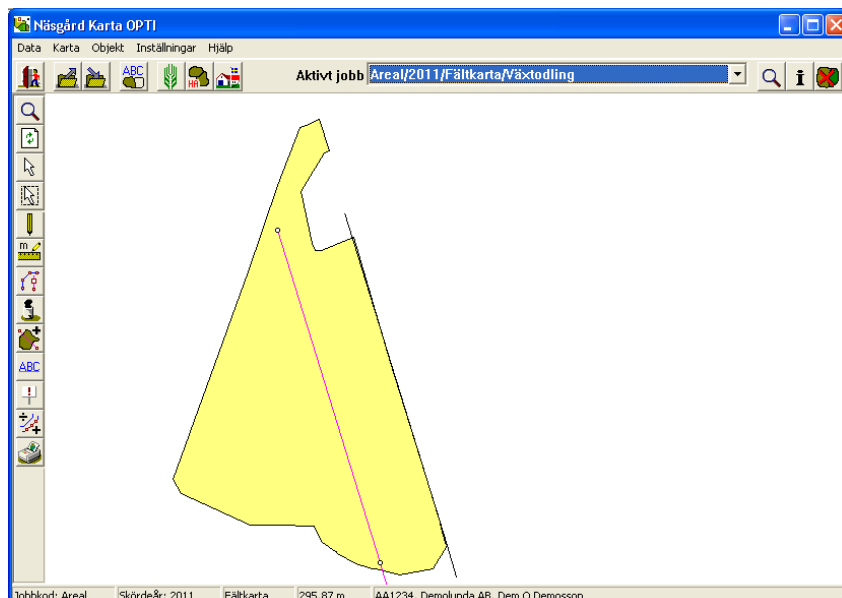 Näsgård Karta OPTI
Data Karta Objekt Inställningar Hjälp
ABC HA Aktivt jobb Areal/2011/Fältkarta/Växtodling i
m
ABC
Jobbkod: Areal Skördeår: 2011 Fältkarta 295.87 m AA1234, Demolunda AB, Dem O Demosson